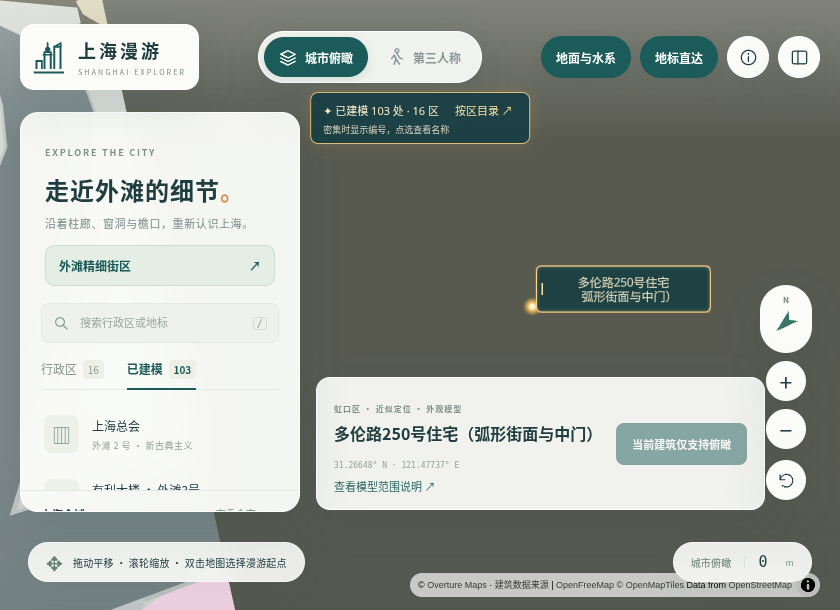 上海漫游
SHANGHAI EXPLORER
城市俯瞰
第三人称
地面与水系
地标直达
✦ 已建模 103 处 · 16 区 按区目录 ↗
密集时显示编号，点选查看名称
EXPLORE THE CITY
走近外滩的细节。
沿着柱廊、窗洞与檐口，重新认识上海。
外滩精细街区 ↗
搜索行政区或地标 /
行政区 16 已建模 103
上海总会
外滩 2 号 · 新古典主义
多伦路250号住宅
弧形街面与中门）
N
+
−
虹口区 · 近似定位 · 外观模型
多伦路250号住宅（弧形街面与中门）
31.26648° N · 121.47737° E
查看模型范围说明 ↗
当前建筑仅支持俯瞰
拖动平移 · 滚轮缩放 · 双击地图选择漫游起点
城市俯瞰 0 m
© Overture Maps · 建筑数据来源 | OpenFreeMap © OpenMapTiles Data from OpenStreetMap